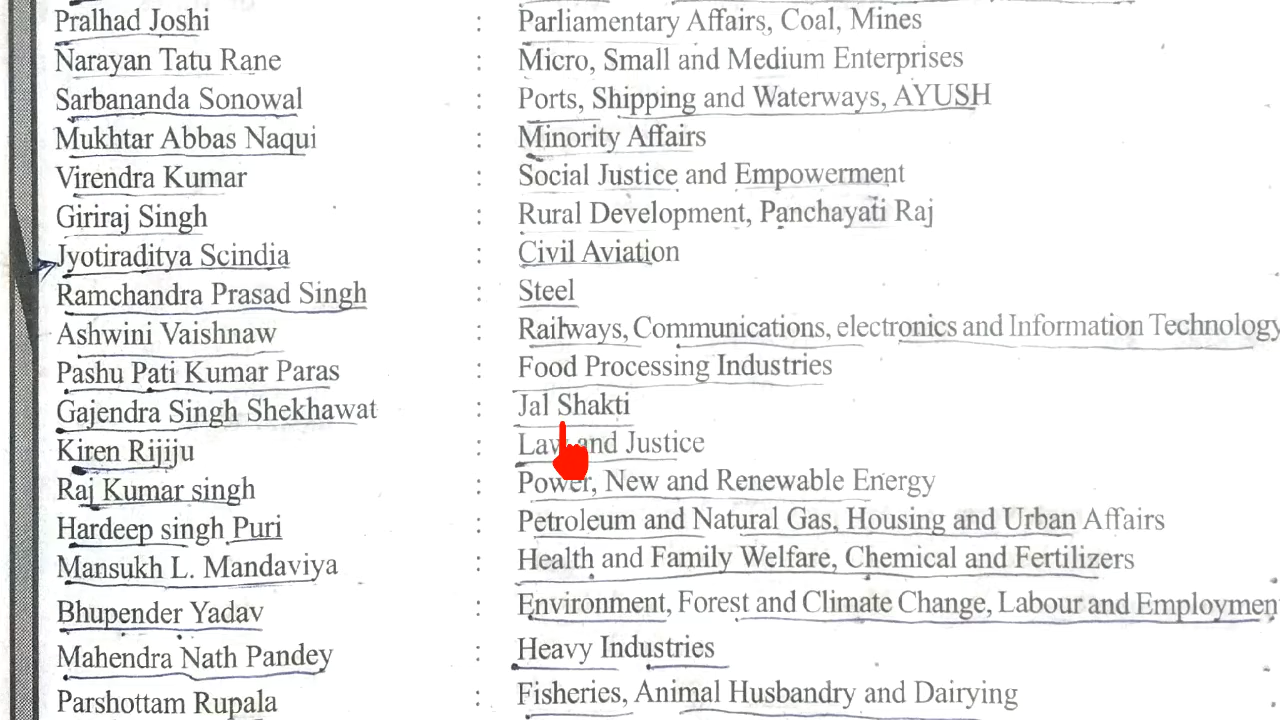 Pralhad Joshi : Parliamentary Affairs, Coal, Mines
Narayan Tatu Rane : Micro, Small and Medium Enterprises
Sarbananda Sonowal : Ports, Shipping and Waterways, AYUSH
Mukhtar Abbas Naqui : Minority Affairs
Virendra Kumar : Social Justice and Empowerment
Giriraj Singh : Rural Development, Panchayati Raj
Jyotiraditya Scindia : Civil Aviation
Ramchandra Prasad Singh : Steel
Ashwini Vaishnaw : Railways, Communications, electronics and Information Technology
Pashu Pati Kumar Paras : Food Processing Industries
Gajendra Singh Shekhawat : Jal Shakti
Kiren Rijiju : Law and Justice
Raj Kumar singh : Power, New and Renewable Energy
Hardeep singh Puri : Petroleum and Natural Gas, Housing and Urban Affairs
Mansukh L. Mandaviya : Health and Family Welfare, Chemical and Fertilizers
Bhupender Yadav : Environment, Forest and Climate Change, Labour and Employmen
Mahendra Nath Pandey : Heavy Industries
Parshottam Rupala : Fisheries, Animal Husbandry and Dairying